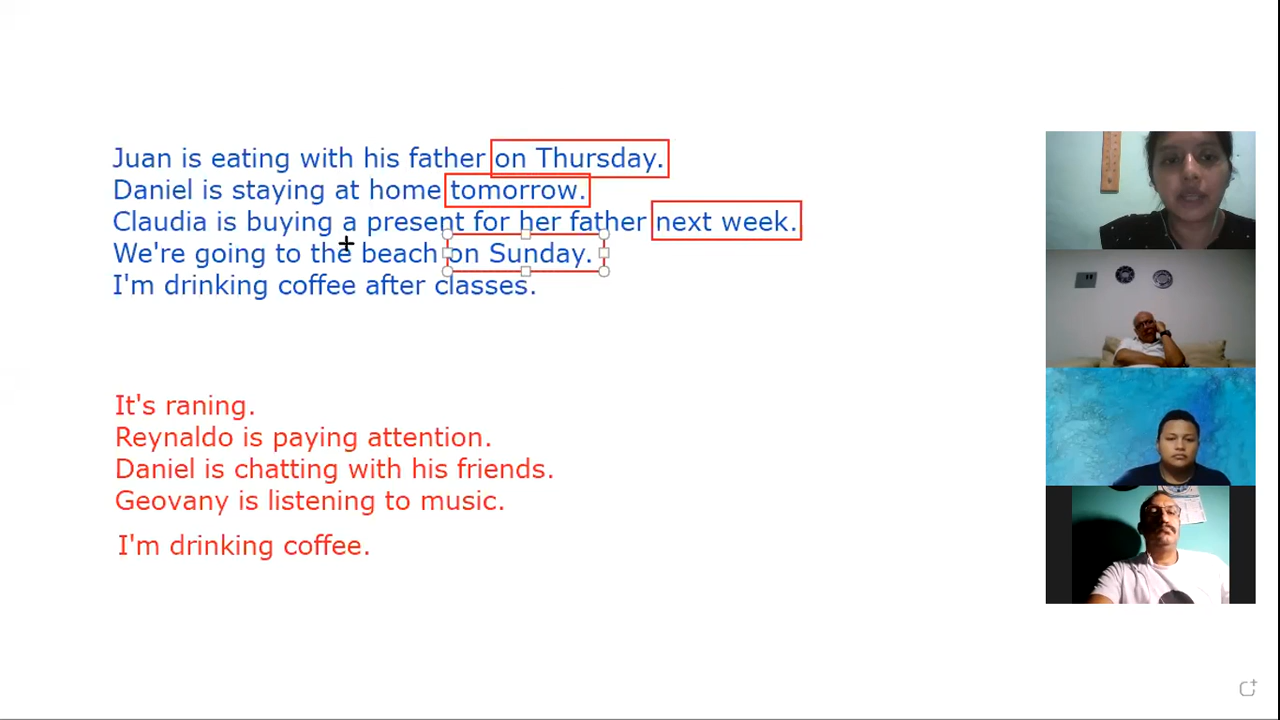 Juan is eating with his father on Thursday.
Daniel is staying at home tomorrow.
Claudia is buying a present for her father next week.
We're going to the beach on Sunday.
I'm drinking coffee after classes.
It's raning.
Reynaldo is paying attention.
Daniel is chatting with his friends.
Geovany is listening to music.
I'm drinking coffee.